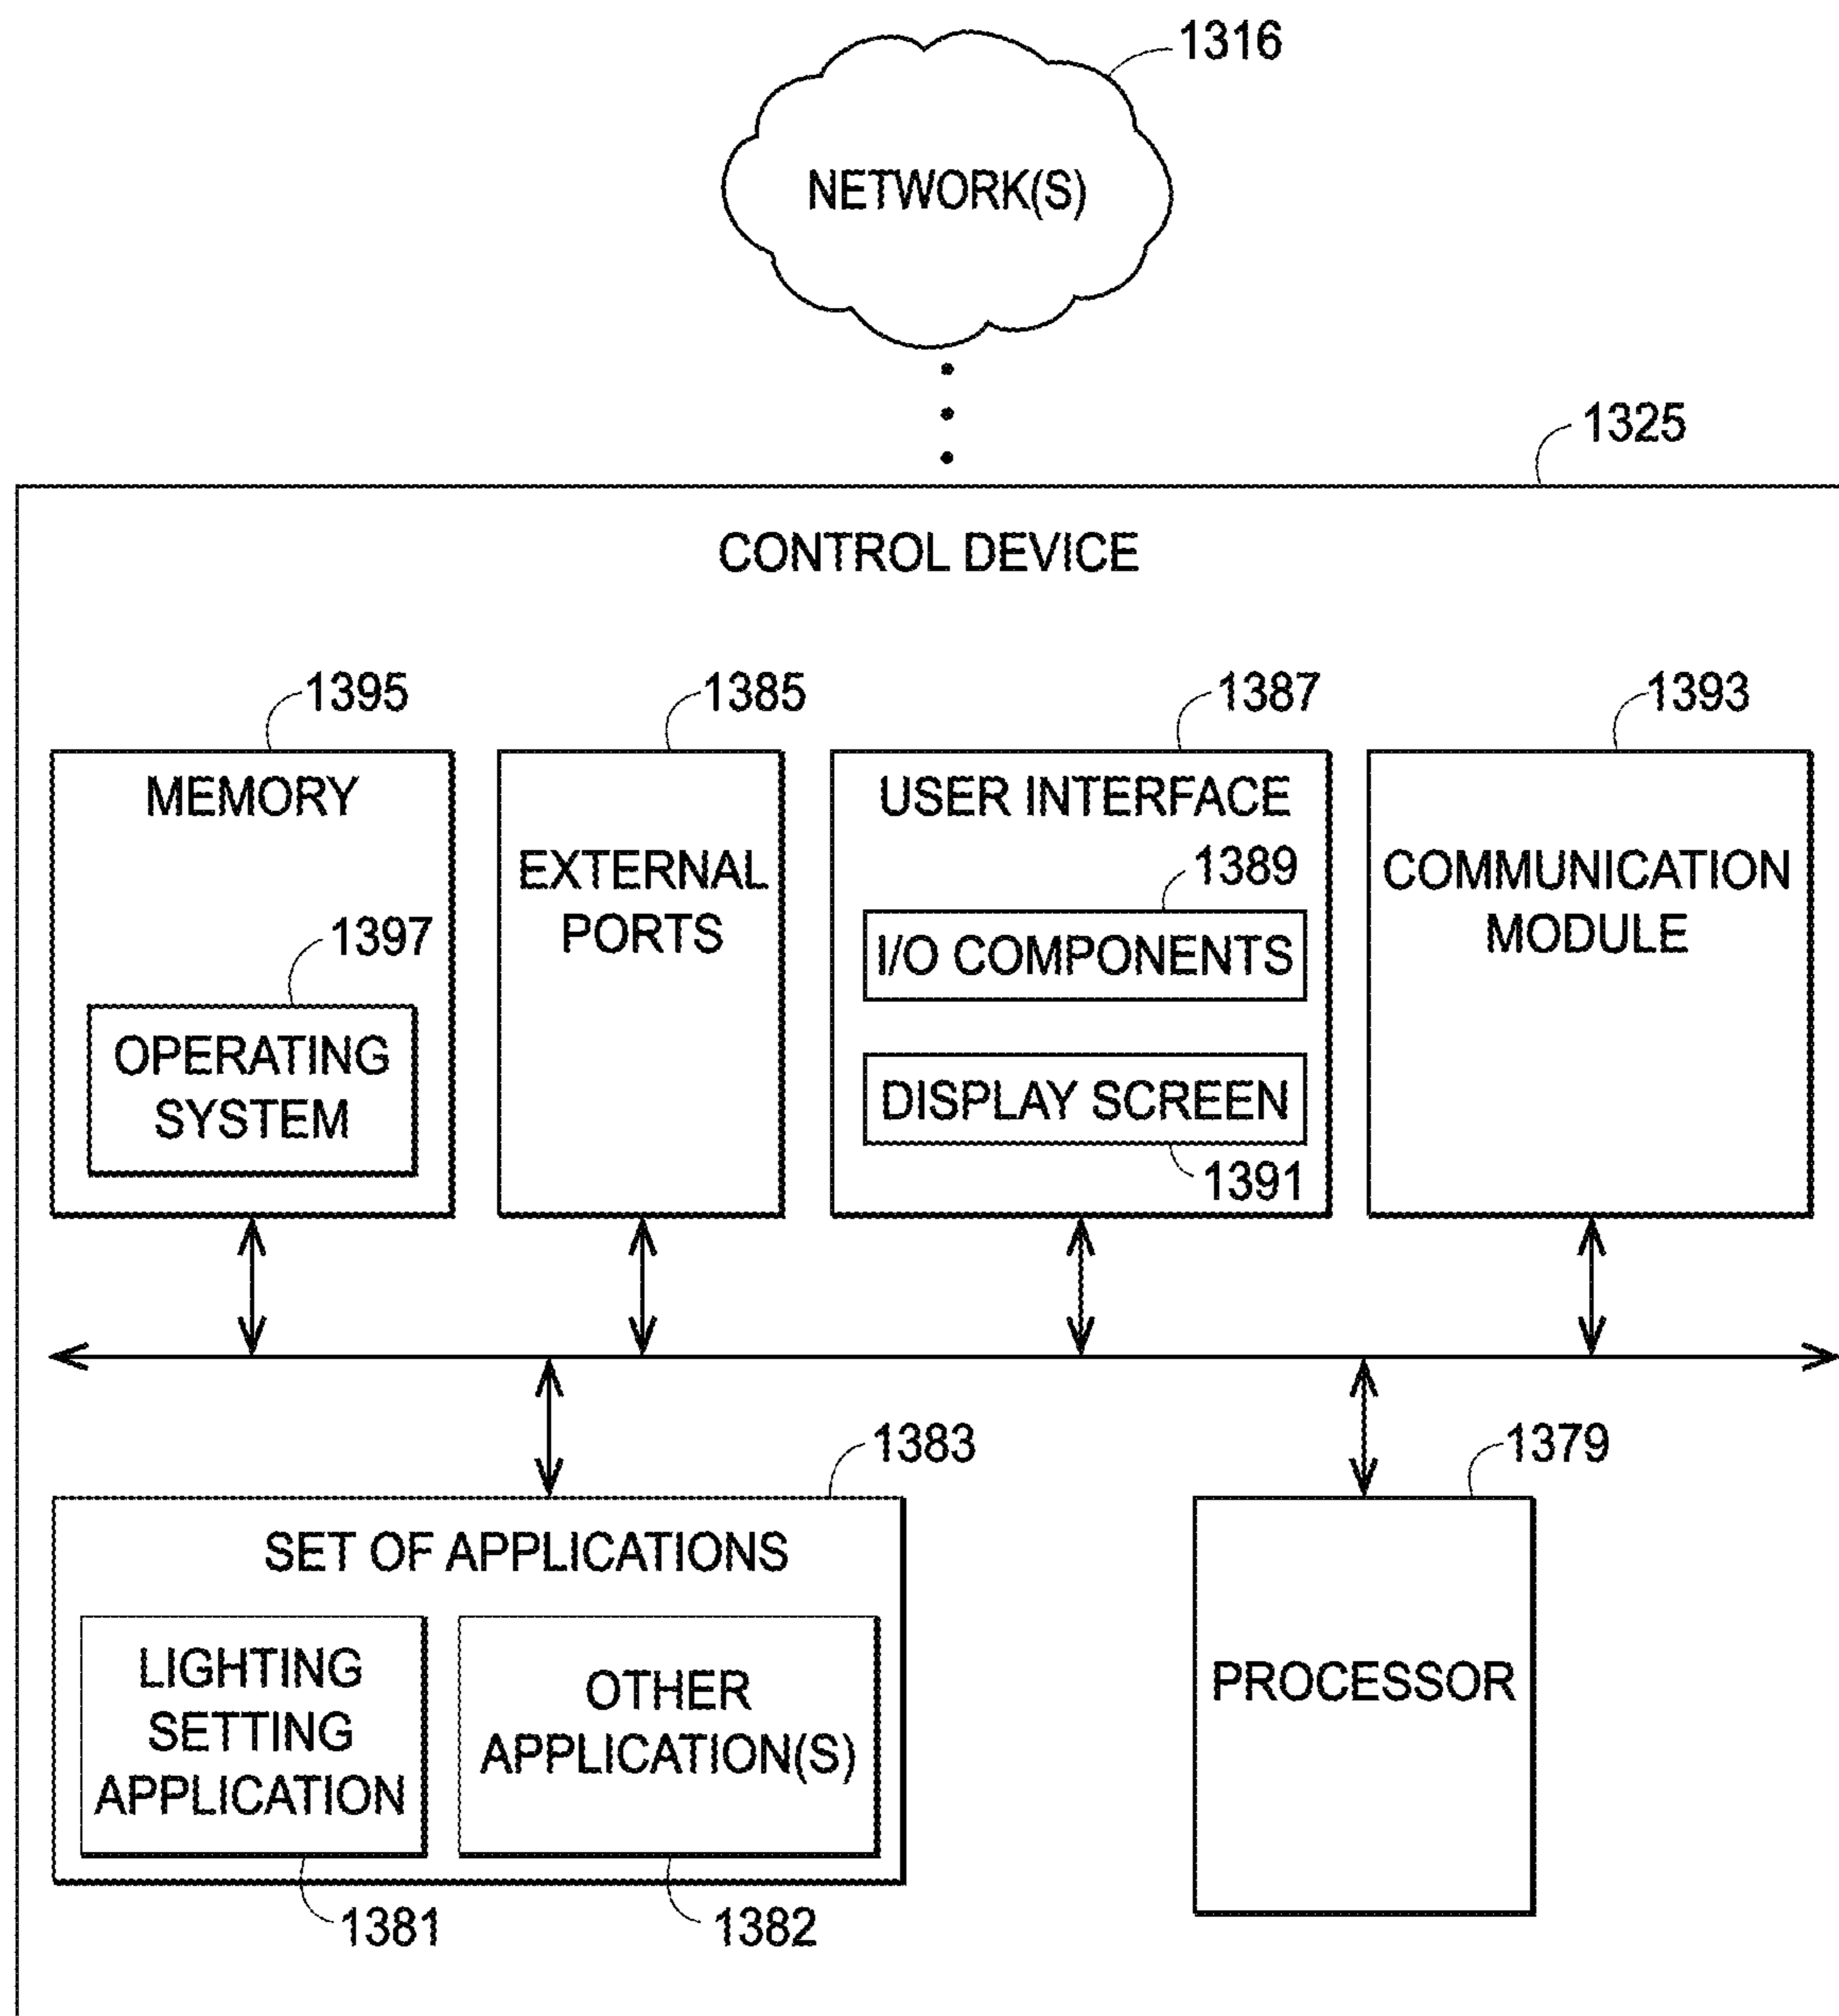 1316
NETWORK(S)
1325
CONTROL DEVICE
1395
1385
1387
1393
MEMORY
1397
OPERATING
SYSTEM
EXTERNAL
PORTS
USER INTERFACE
1389
I/O COMPONENTS
DISPLAY SCREEN
1391
COMMUNICATION
MODULE
1383
1379
SET OF APPLICATIONS
LIGHTING
SETTING
APPLICATION
OTHER
APPLICATION(S)
1381
1382
PROCESSOR